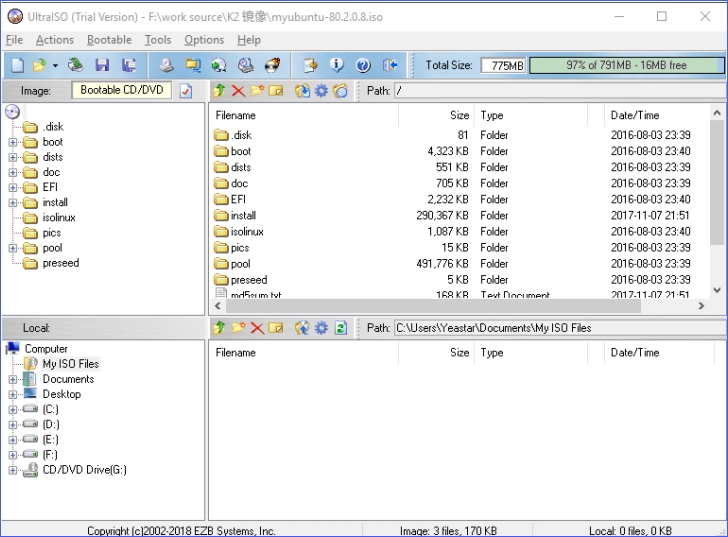 UltraISO (Trial Version) - F:\work source\K2 镜像\myubuntu-80.2.0.8.iso
File Actions Bootable Tools Options Help
Total Size: 775MB 97% of 791MB - 16MB free
Image: Bootable CD/DVD Path: /
Filename Size Type Date/Time
.disk
boot
dists
doc
EFI
install
isolinux
pics
pool
preseed
.disk 81 Folder 2016-08-03 23:39
boot 4,323 KB Folder 2016-08-03 23:40
dists 551 KB Folder 2016-08-03 23:39
doc 705 KB Folder 2016-08-03 23:39
EFI 2,232 KB Folder 2016-08-03 23:40
install 290,367 KB Folder 2017-11-07 21:51
isolinux 1,087 KB Folder 2016-08-03 23:40
pics 15 KB Folder 2016-08-03 23:39
pool 491,776 KB Folder 2016-08-03 23:39
preseed 5 KB Folder 2016-08-03 23:39
md5sum.txt 168 KB Text Document 2017-11-07 21:51
Local: Path: C:\Users\Yeastar\Documents\My ISO Files
Filename Size Type Date/Time
Computer
My ISO Files
Documents
Desktop
(C:)
(D:)
(E:)
(F:)
CD/DVD Drive(G:)
Copyright (c)2002-2018 EZB Systems, Inc. Image: 3 files, 170 KB Local: 0 files, 0 KB